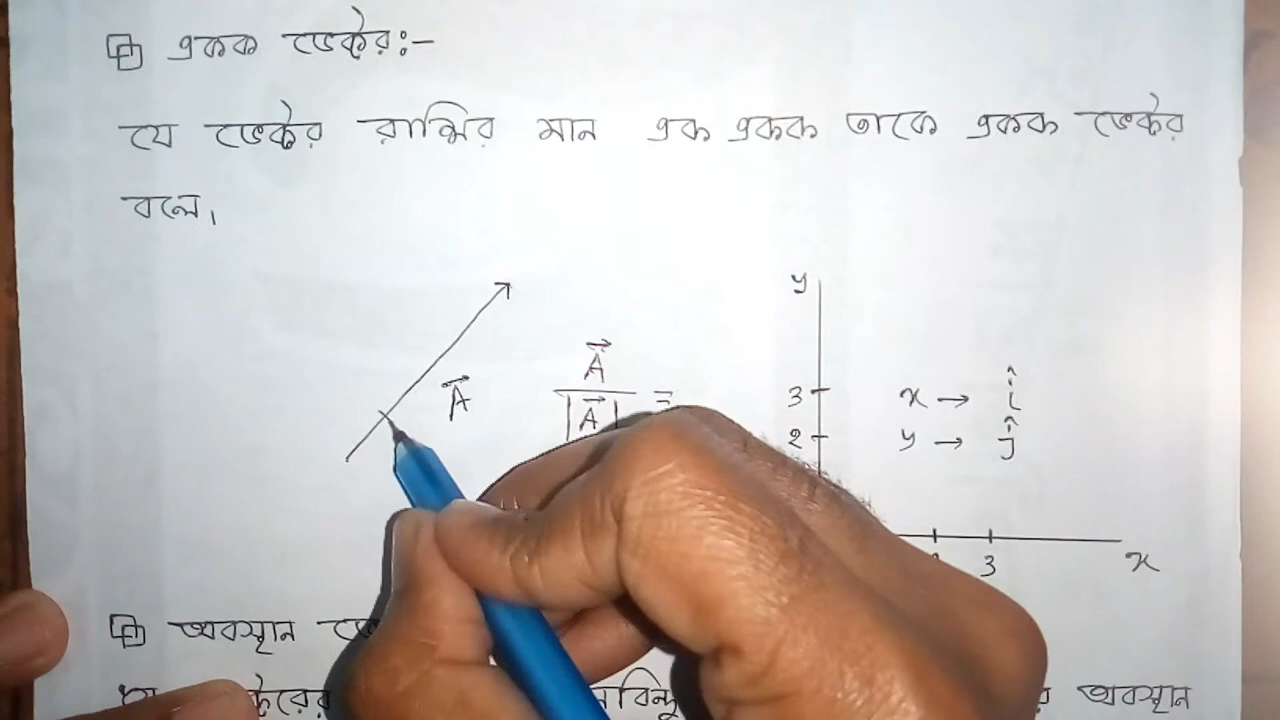 একক ভেক্টর:-
যে ভেক্টর রাশির মান এক একক তাকে একক ভেক্টর
বলে।
y
A⃗
A⃗ / |A⃗| =
3
x → î
2
y → ĵ
3
x
অবস্থান
অবস্থান